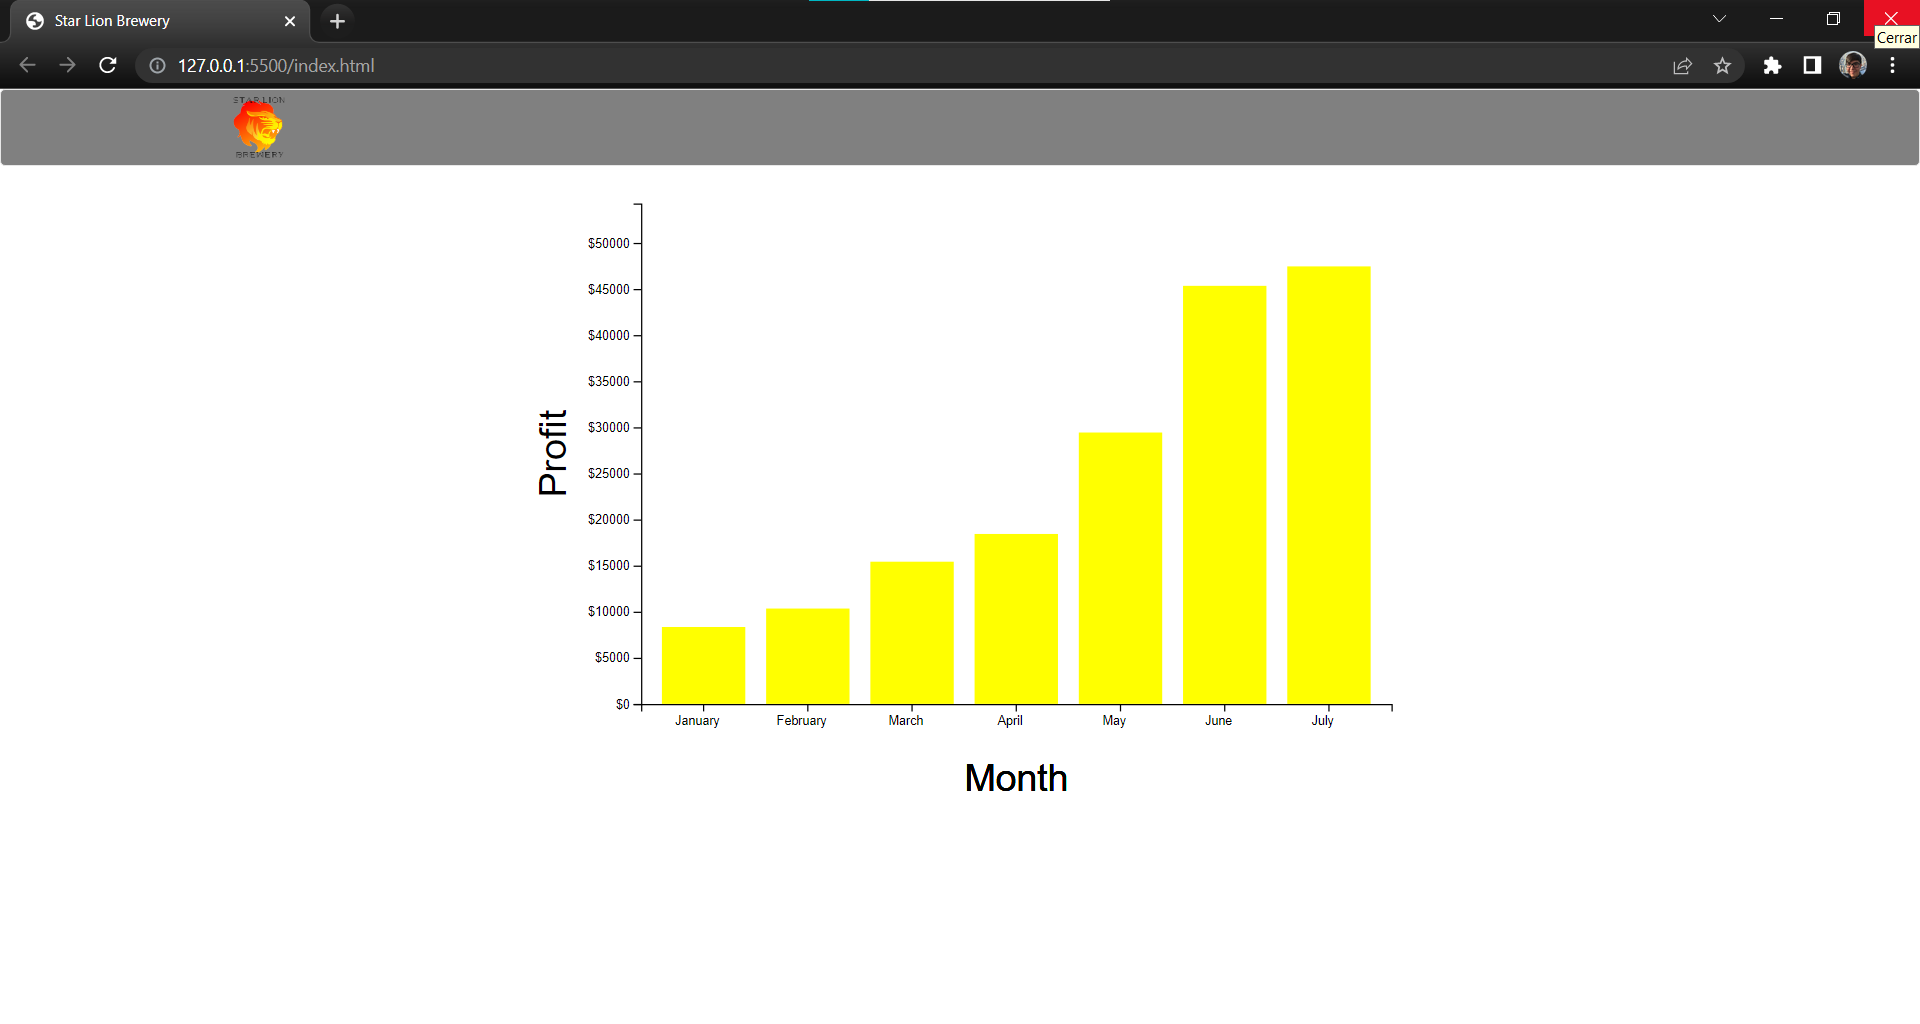 Star Lion Brewery
Cerrar
127.0.0.1:5500/index.html
STAR LION
BREWERY
$50000
$45000
$40000
$35000
$30000
$25000
$20000
$15000
$10000
$5000
$0
Profit
January February March April May June July
Month